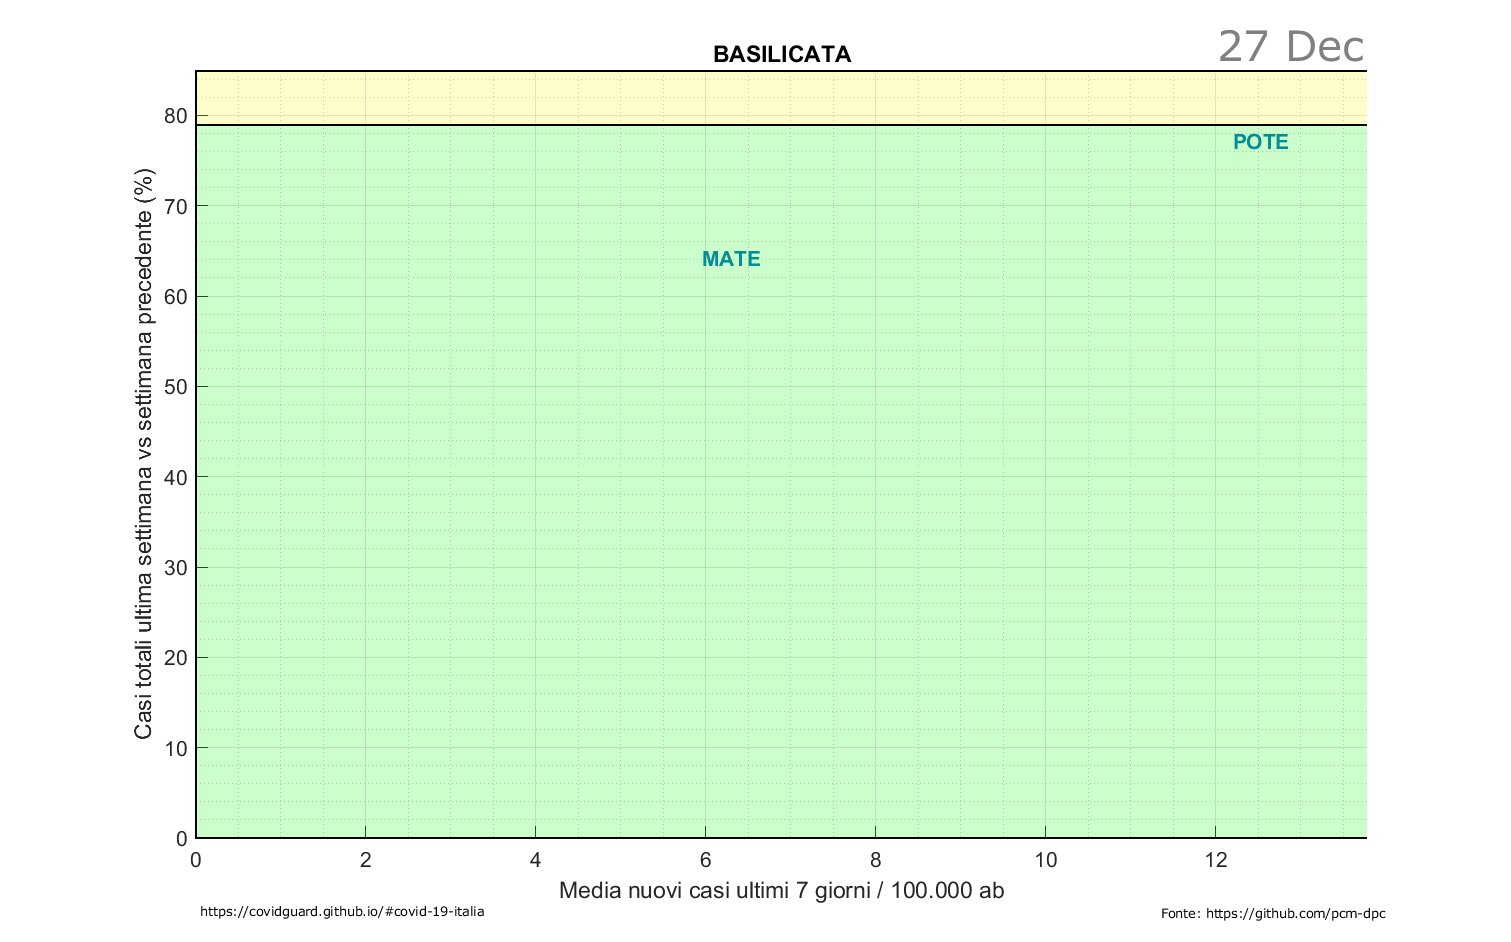 27 Dec
BASILICATA
80
70
60
50
40
30
20
10
0
Casi totali ultima settimana vs settimana precedente (%)
POTE
MATE
0 2 4 6 8 10 12
Media nuovi casi ultimi 7 giorni / 100.000 ab
https://covidguard.github.io/#covid-19-italia
Fonte: https://github.com/pcm-dpc